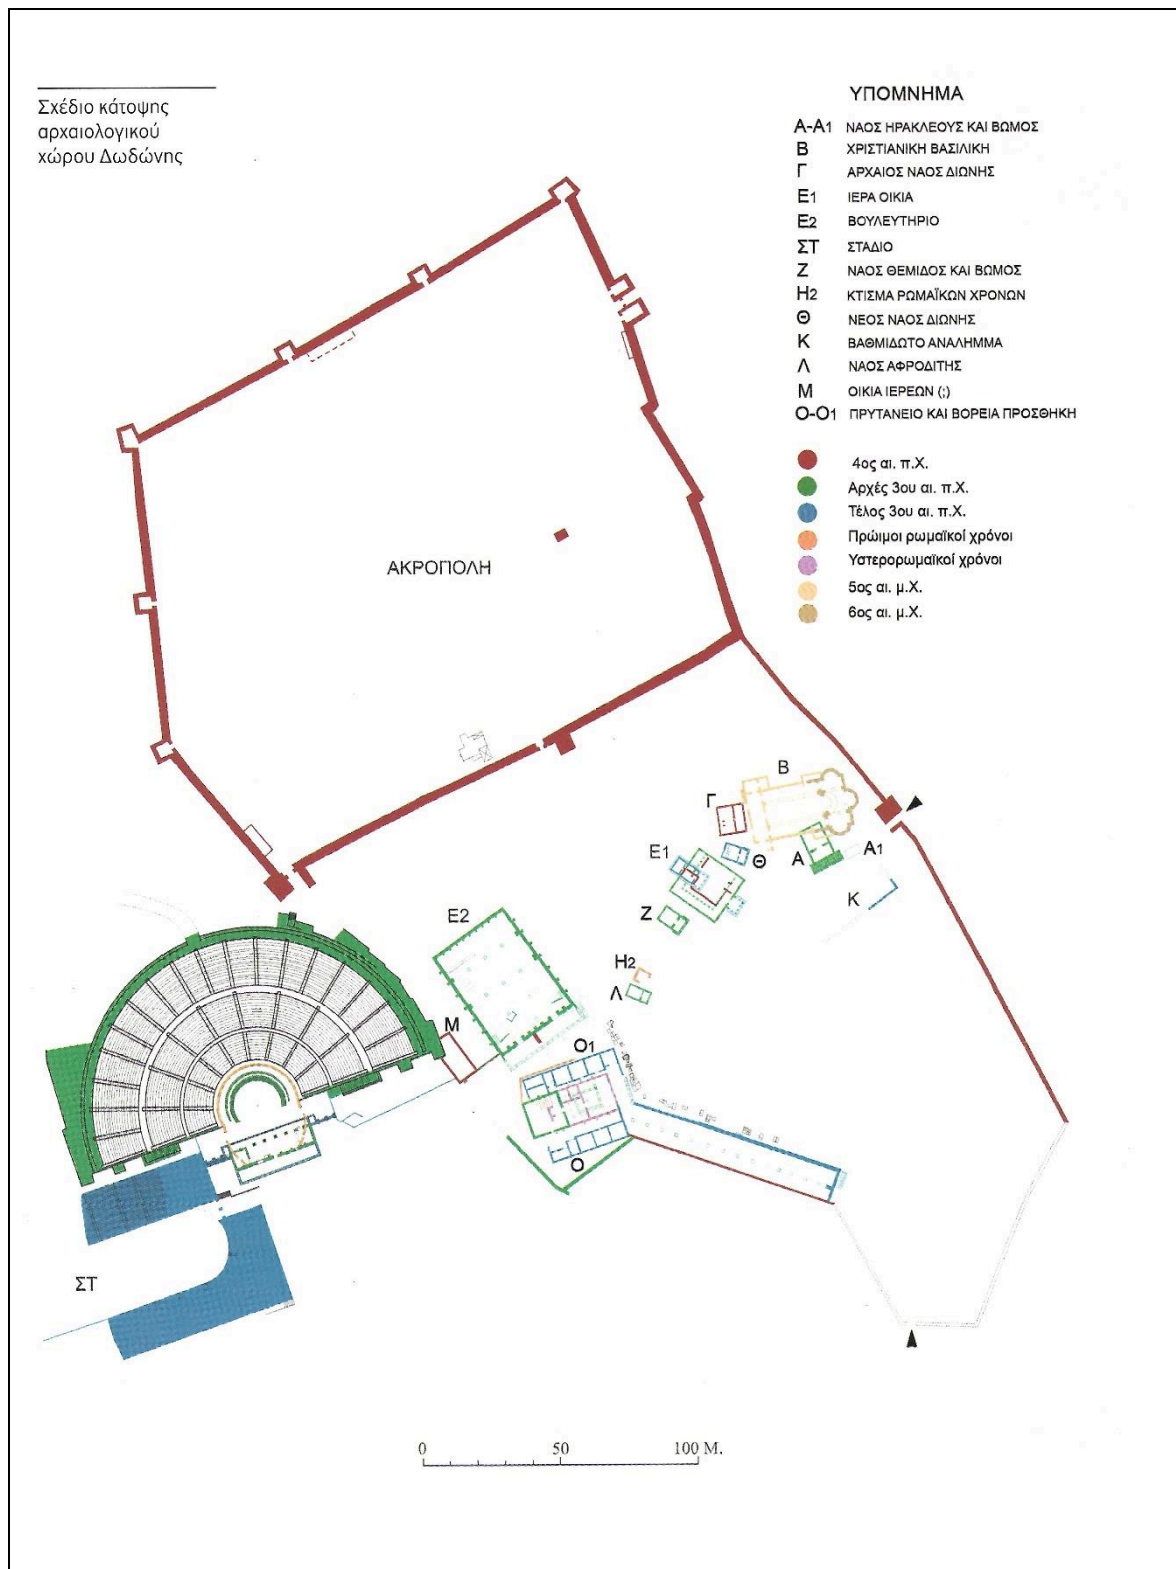 Σχέδιο κάτοψης
αρχαιολογικού
χώρου Δωδώνης
ΥΠΟΜΝΗΜΑ
Α-Α1 ΝΑΟΣ ΗΡΑΚΛΕΟΥΣ ΚΑΙ ΒΩΜΟΣ
Β ΧΡΙΣΤΙΑΝΙΚΗ ΒΑΣΙΛΙΚΗ
Γ ΑΡΧΑΙΟΣ ΝΑΟΣ ΔΙΩΝΗΣ
Ε1 ΙΕΡΑ ΟΙΚΙΑ
Ε2 ΒΟΥΛΕΥΤΗΡΙΟ
ΣΤ ΣΤΑΔΙΟ
Ζ ΝΑΟΣ ΘΕΜΙΔΟΣ ΚΑΙ ΒΩΜΟΣ
Η2 ΚΤΙΣΜΑ ΡΩΜΑΪΚΩΝ ΧΡΟΝΩΝ
Θ ΝΕΟΣ ΝΑΟΣ ΔΙΩΝΗΣ
Κ ΒΑΘΜΙΔΩΤΟ ΑΝΑΛΗΜΜΑ
Λ ΝΑΟΣ ΑΦΡΟΔΙΤΗΣ
Μ ΟΙΚΙΑ ΙΕΡΕΩΝ (;)
Ο-Ο1 ΠΡΥΤΑΝΕΙΟ ΚΑΙ ΒΟΡΕΙΑ ΠΡΟΣΘΗΚΗ
4ος αι. π.Χ.
Αρχές 3ου αι. π.Χ.
Τέλος 3ου αι. π.Χ.
Πρώιμοι ρωμαϊκοί χρόνοι
Υστερορωμαϊκοί χρόνοι
5ος αι. μ.Χ.
6ος αι. μ.Χ.
ΑΚΡΟΠΟΛΗ
Β
Γ
Ε1
Θ
Α
Α1
Κ
Ζ
Ε2
Η2
Λ
Μ
Ο1
Ο
ΣΤ
0 50 100 Μ.